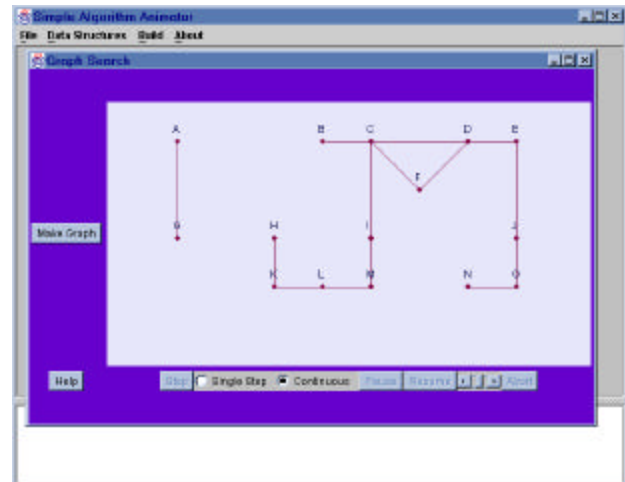 Simple Algorithm Animator
File Data Structures Build About
Graph Search
A B C D E
F
G H I J
Make Graph
K L M N O
Help Stop Single Step Continuous Pause Resume Abort